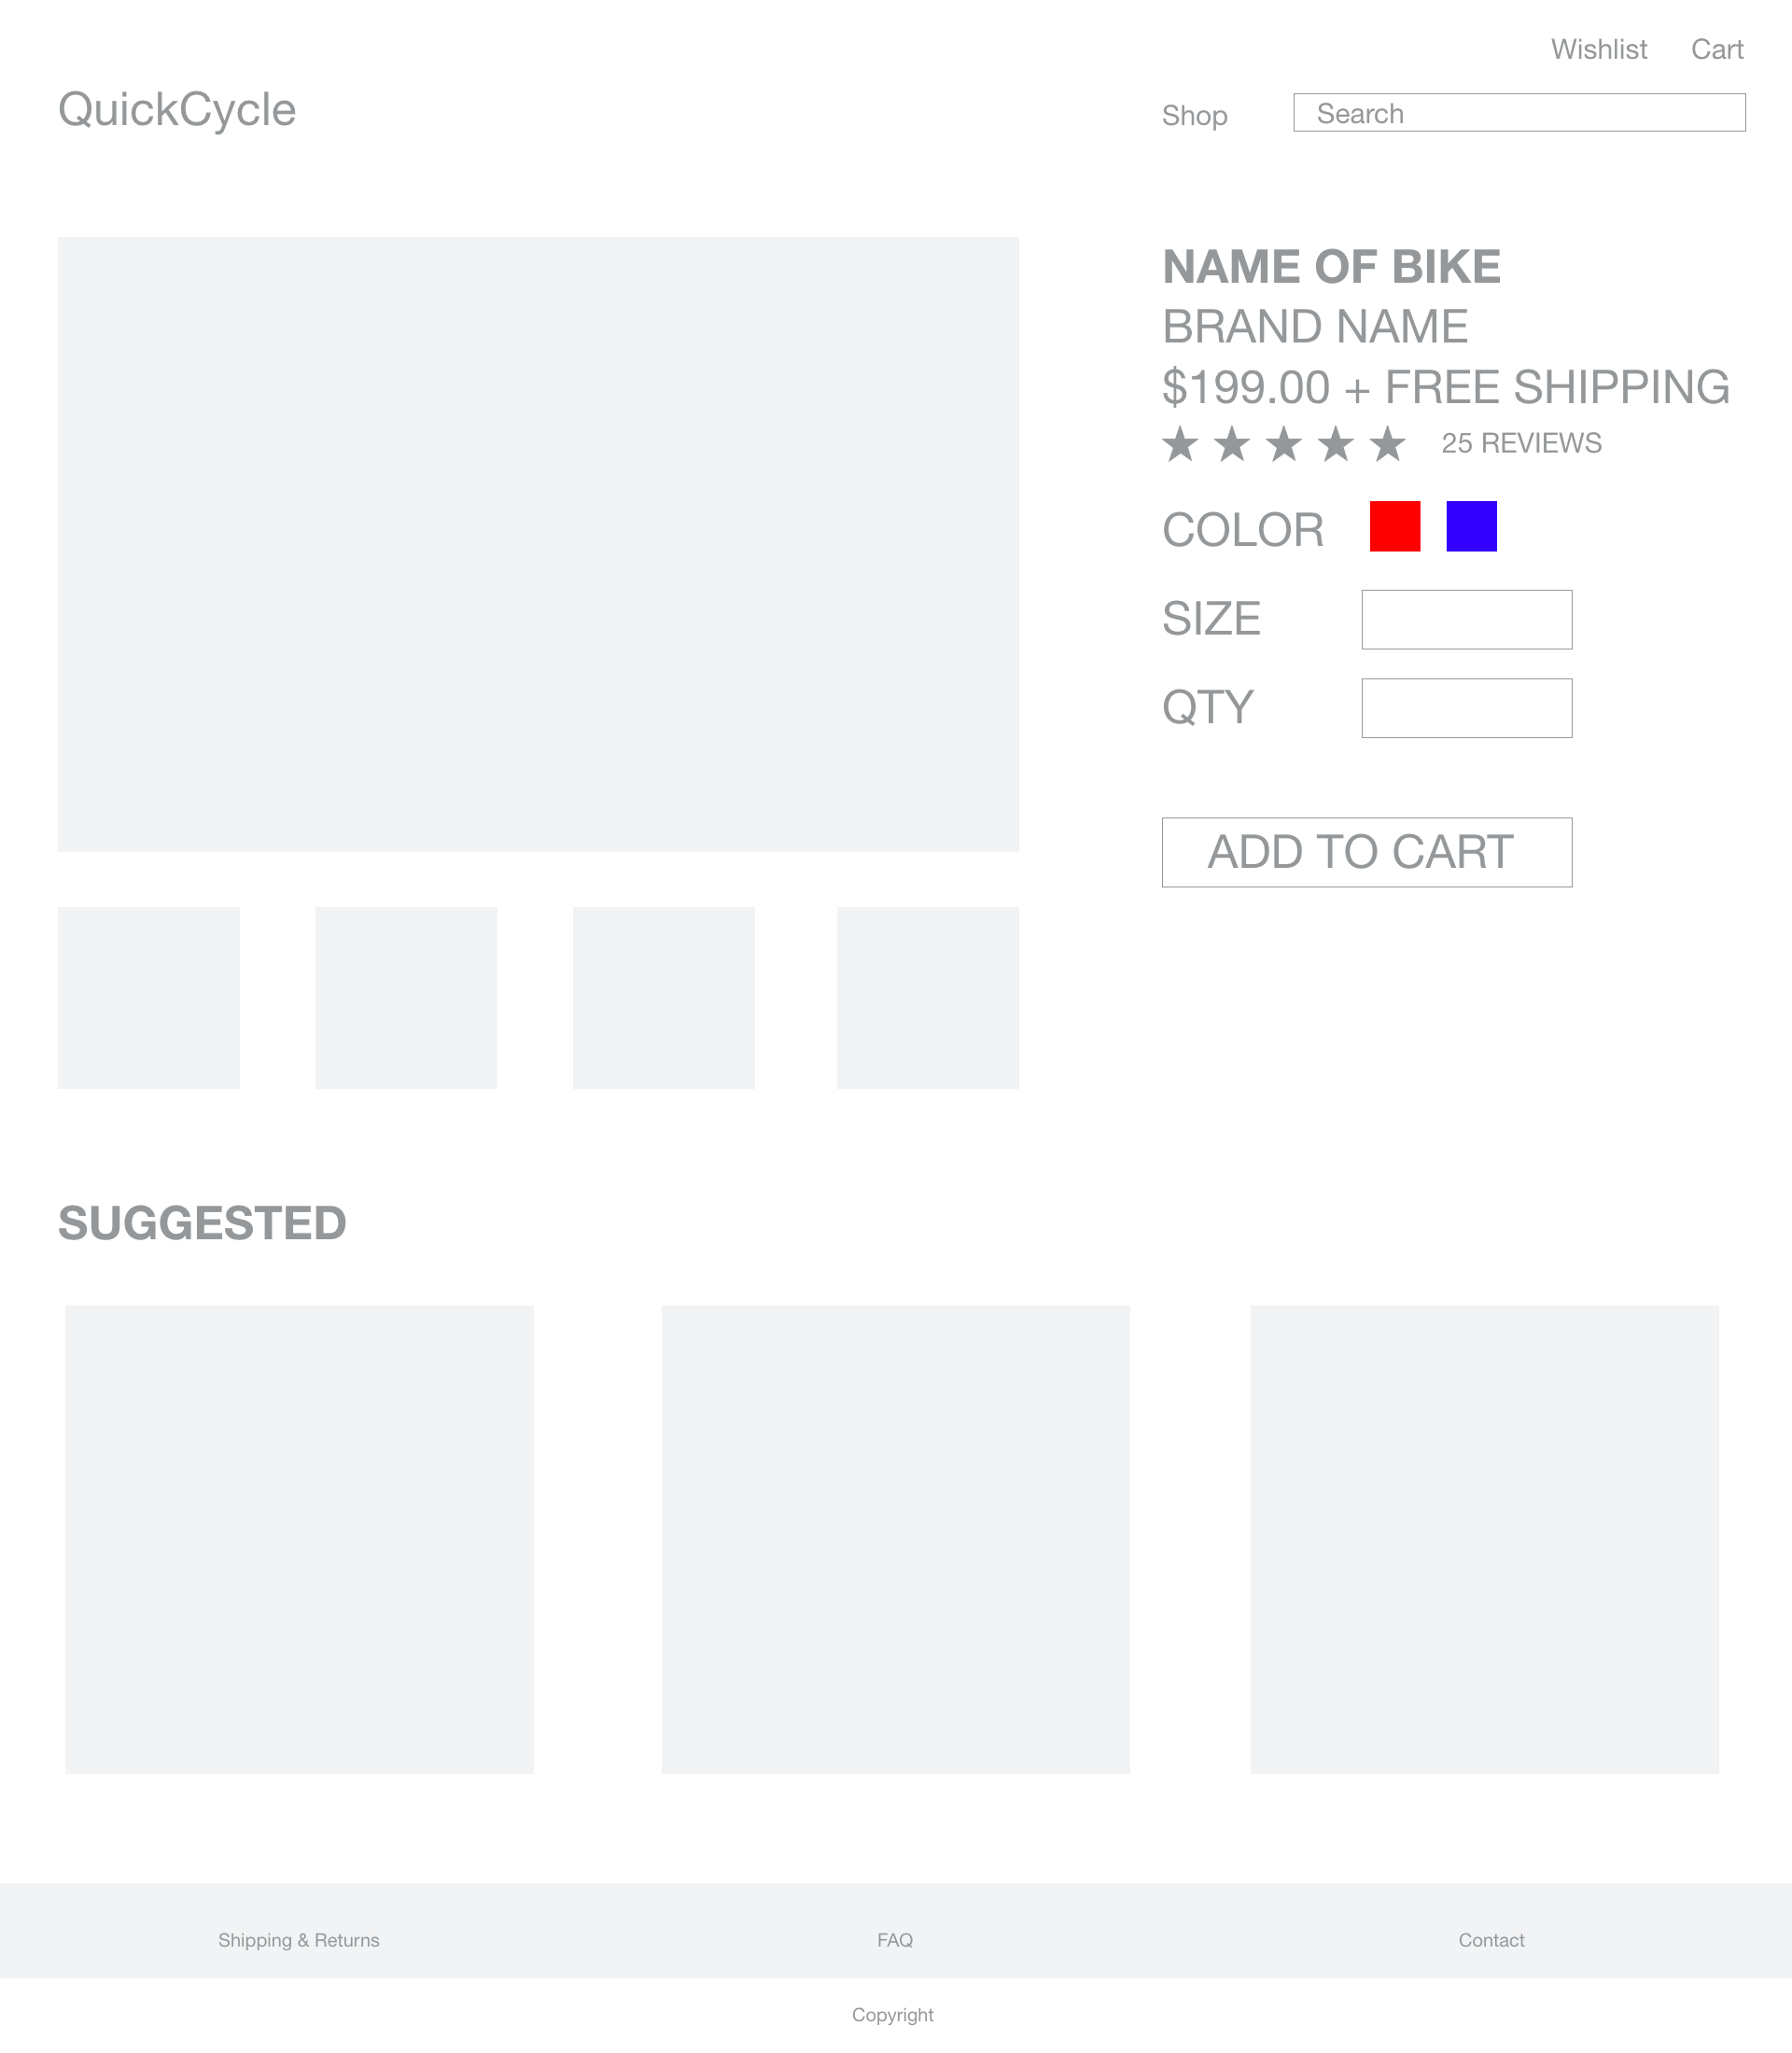 Wishlist Cart
QuickCycle
Shop Search
NAME OF BIKE
BRAND NAME
$199.00 + FREE SHIPPING
25 REVIEWS
COLOR
SIZE
QTY
ADD TO CART
SUGGESTED
Shipping & Returns FAQ Contact
Copyright